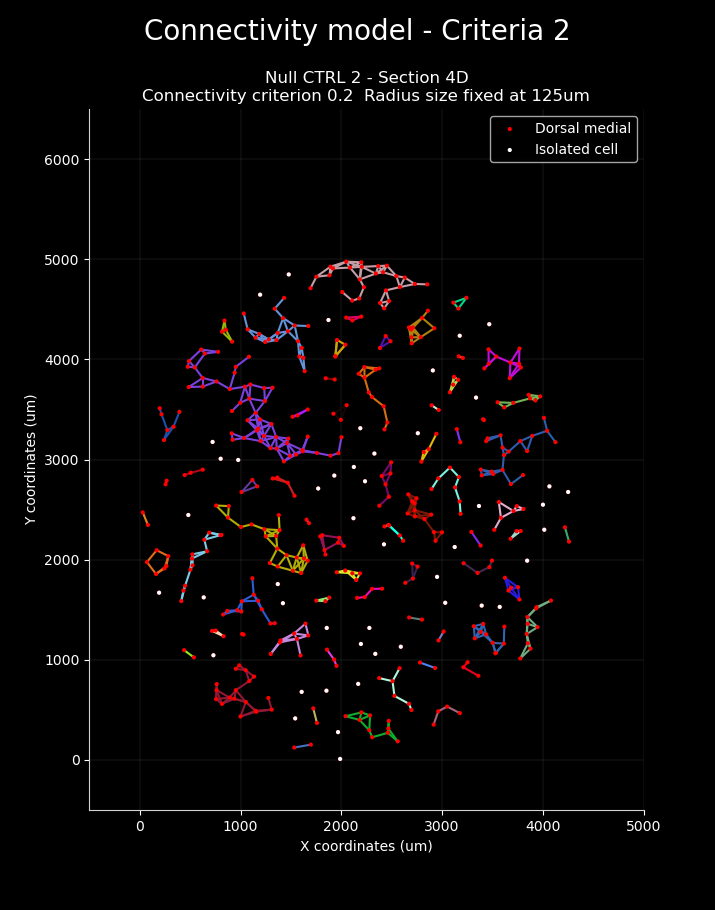 Connectivity model - Criteria 2
Null CTRL 2 - Section 4D
Connectivity criterion 0.2  Radius size fixed at 125um
Dorsal medial
Isolated cell
6000
5000
4000
3000
2000
1000
0
Y coordinates (um)
0 1000 2000 3000 4000 5000
X coordinates (um)